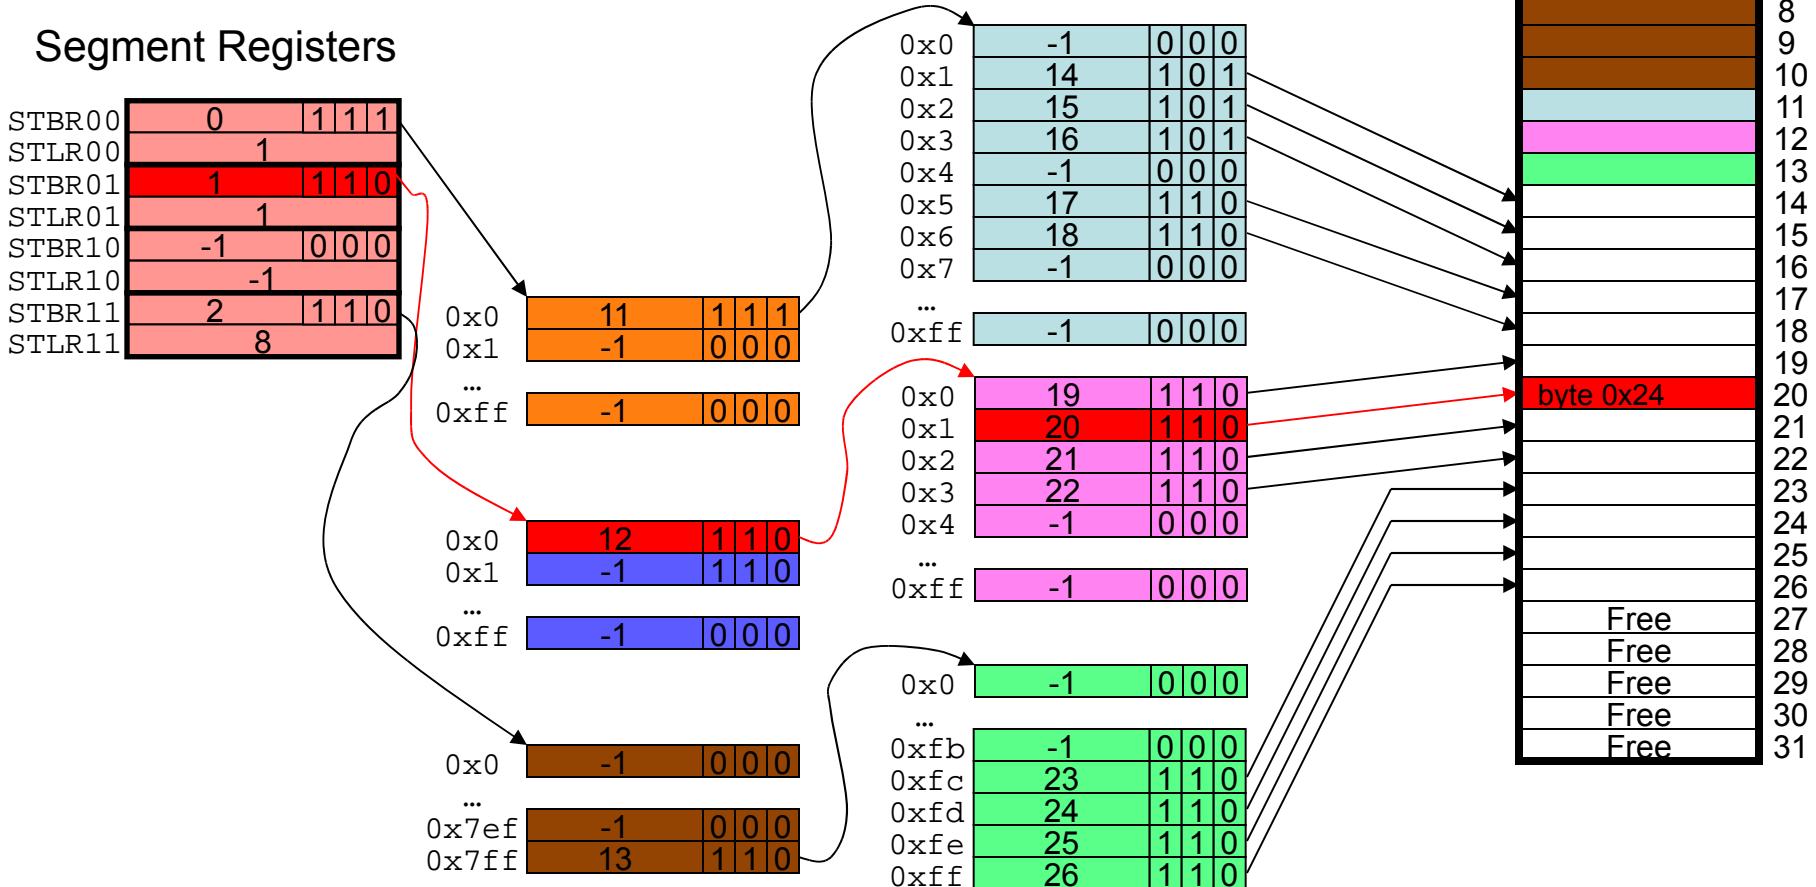 Segment Registers
STBR00 0 1 1 1
STLR00 1
STBR01 1 1 1 0
STLR01 1
STBR10 -1 0 0 0
STLR10 -1
STBR11 2 1 1 0
STLR11 8
0x0 11 1 1 1
0x1 -1 0 0 0
...
0xff -1 0 0 0
0x0 12 1 1 0
0x1 -1 1 1 0
...
0xff -1 0 0 0
0x0 -1 0 0 0
...
0x7ef -1 0 0 0
0x7ff 13 1 1 0
0x0 -1 0 0 0
0x1 14 1 0 1
0x2 15 1 0 1
0x3 16 1 0 1
0x4 -1 0 0 0
0x5 17 1 1 0
0x6 18 1 1 0
0x7 -1 0 0 0
...
0xff -1 0 0 0
0x0 19 1 1 0
0x1 20 1 1 0
0x2 21 1 1 0
0x3 22 1 1 0
0x4 -1 0 0 0
...
0xff -1 0 0 0
0x0 -1 0 0 0
...
0xfb -1 0 0 0
0xfc 23 1 1 0
0xfd 24 1 1 0
0xfe 25 1 1 0
0xff 26 1 1 0
8
9
10
11
12
13
14
15
16
17
18
19
byte 0x24 20
21
22
23
24
25
26
Free 27
Free 28
Free 29
Free 30
Free 31